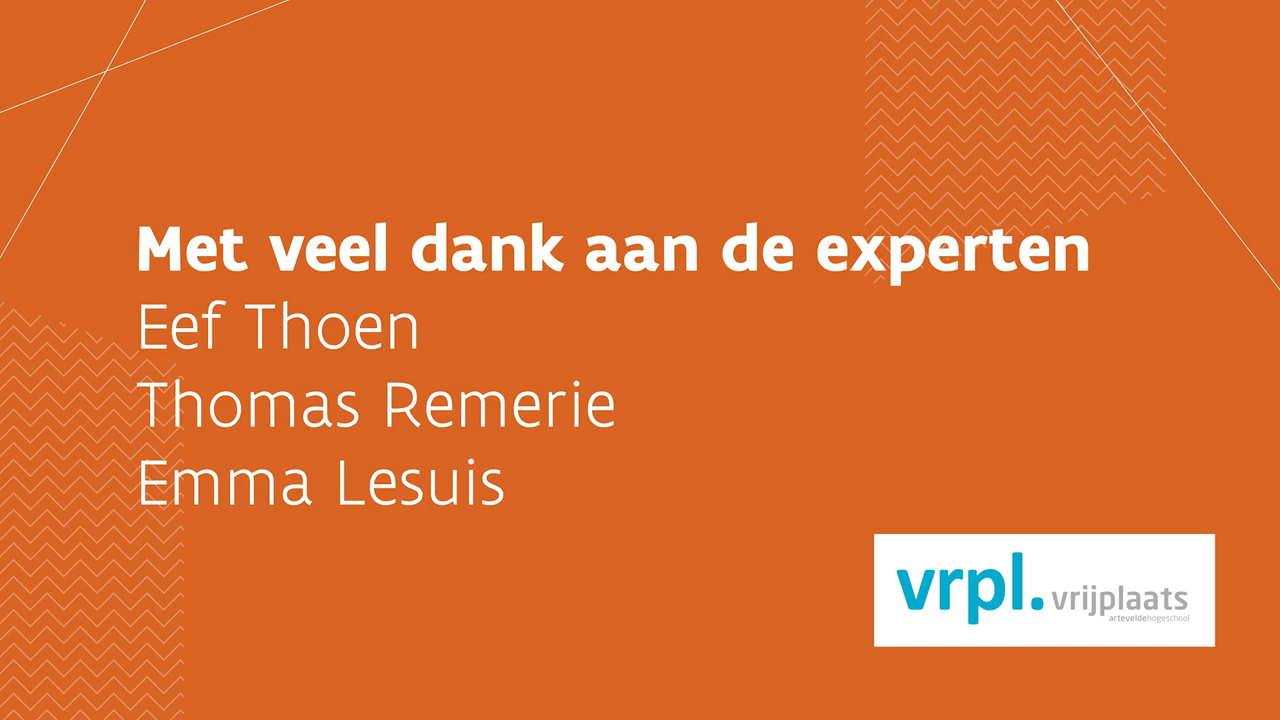 Met veel dank aan de experten
Eef Thoen
Thomas Remerie
Emma Lesuis
vrpl. vrijplaats
arteveldehogeschool